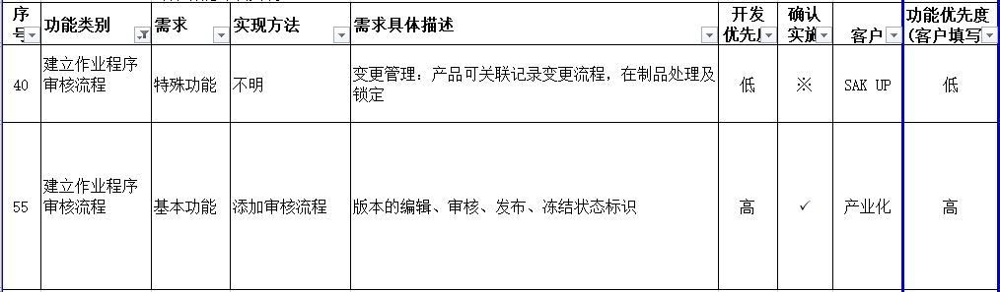 序号 功能类别 需求 实现方法 需求具体描述 开发优先 确认实施 客户 功能优先度(客户填写
40 建立作业程序审核流程 特殊功能 不明 变更管理：产品可关联记录变更流程，在制品处理及锁定 低 ※ SAK UP 低
55 建立作业程序审核流程 基本功能 添加审核流程 版本的编辑、审核、发布、冻结状态标识 高 ✓ 产业化 高